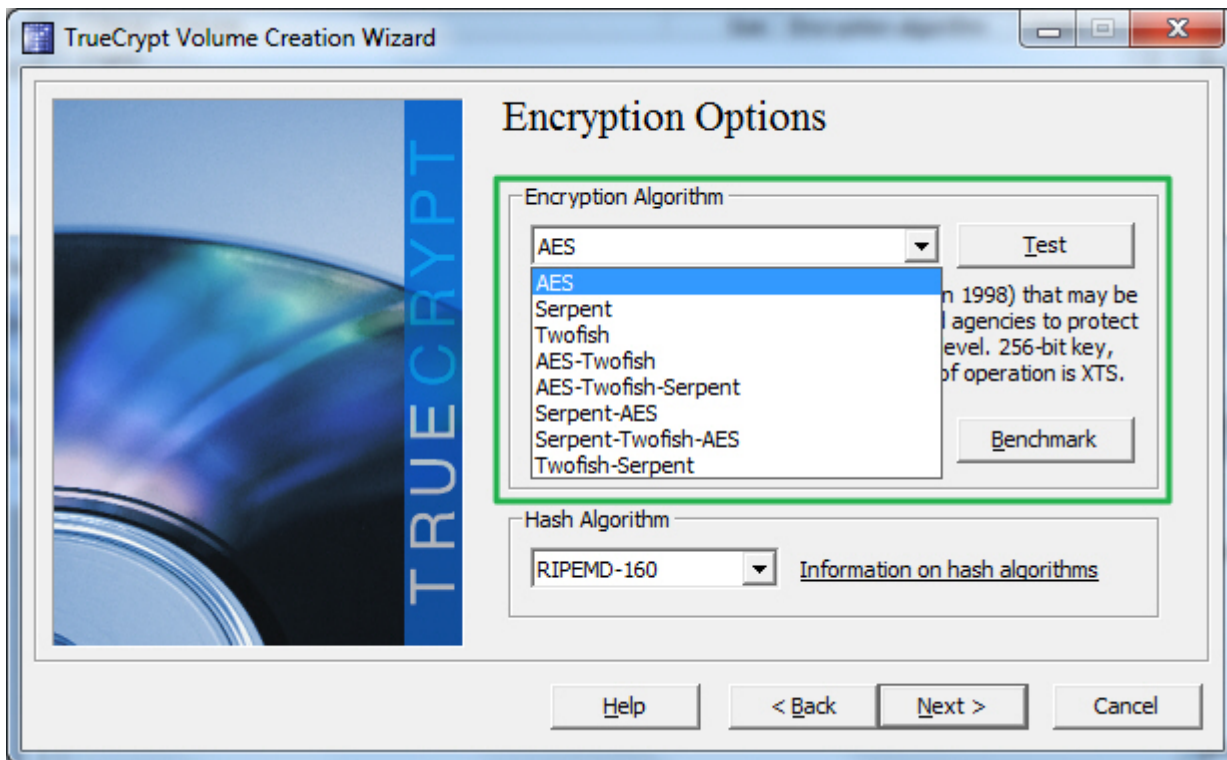 TrueCrypt Volume Creation Wizard
TRUECRYPT
Encryption Options
Encryption Algorithm
AES
Test
AES
Serpent
Twofish
AES-Twofish
AES-Twofish-Serpent
Serpent-AES
Serpent-Twofish-AES
Twofish-Serpent
1998) that may be
agencies to protect
evel. 256-bit key,
of operation is XTS.
Benchmark
Hash Algorithm
RIPEMD-160
Information on hash algorithms
Help
< Back
Next >
Cancel